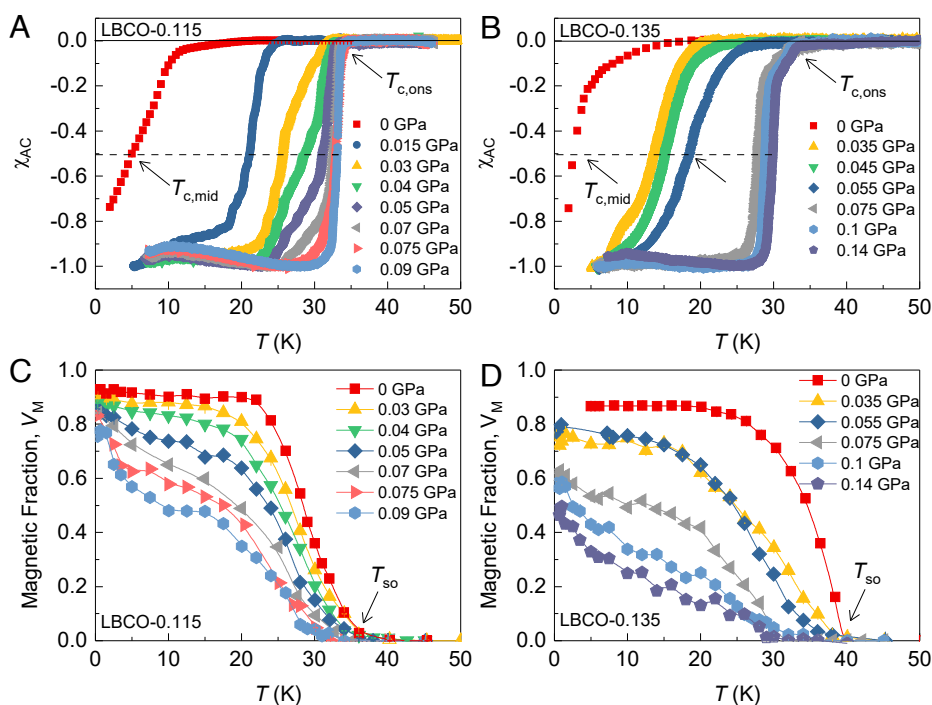 A
LBCO-0.115
0.0
-0.2
-0.4
-0.6
-0.8
-1.0
χAC
Tc,ons
Tc,mid
0 GPa
0.015 GPa
0.03 GPa
0.04 GPa
0.05 GPa
0.07 GPa
0.075 GPa
0.09 GPa
0 10 20 30 40 50
T (K)
B
LBCO-0.135
0.0
-0.2
-0.4
-0.6
-0.8
-1.0
χAC
Tc,ons
Tc,mid
0 GPa
0.035 GPa
0.045 GPa
0.055 GPa
0.075 GPa
0.1 GPa
0.14 GPa
0 10 20 30 40 50
T (K)
C
1.0
0.8
0.6
0.4
0.2
0.0
Magnetic Fraction, VM
0 GPa
0.03 GPa
0.04 GPa
0.05 GPa
0.07 GPa
0.075 GPa
0.09 GPa
Tso
LBCO-0.115
0 10 20 30 40 50
T (K)
D
1.0
0.8
0.6
0.4
0.2
0.0
Magnetic Fraction, VM
0 GPa
0.035 GPa
0.055 GPa
0.075 GPa
0.1 GPa
0.14 GPa
Tso
LBCO-0.135
0 10 20 30 40 50
T (K)